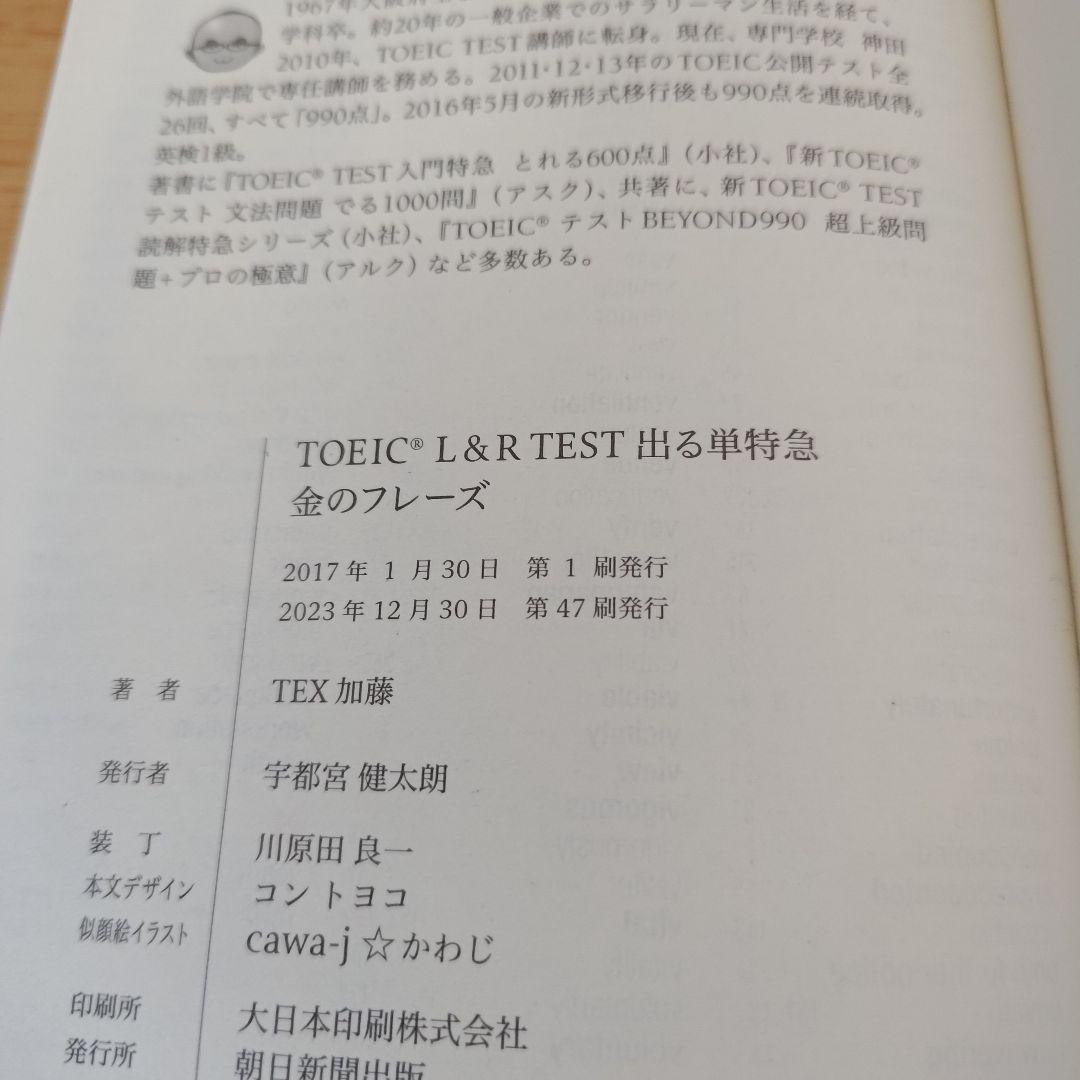 1967年大阪府
学科卒。約20年の一般企業でのサラリーマン生活を経て、
2010年、TOEIC TEST講師に転身。現在、専門学校 神田
外語学院で専任講師を務める。2011・12・13年のTOEIC公開テスト全
26回、すべて「990点」。2016年5月の新形式移行後も990点を連続取得。
英検1級。
著書に『TOEIC® TEST入門特急 とれる600点』(小社)、『新TOEIC®
テスト 文法問題 でる1000問』(アスク)、共著に、新TOEIC® TEST
読解特急シリーズ(小社)、『TOEIC® テストBEYOND990 超上級問
題+プロの極意』(アルク)など多数ある。
TOEIC® L&R TEST 出る単特急
金のフレーズ
2017年 1 月30日 第 1 刷発行
2023年12月30日 第47刷発行
著 者 TEX 加藤
発行者 宇都宮 健太朗
装 丁 川原田 良一
本文デザイン コン トヨコ
似顔絵イラスト cawa-j ☆ かわじ
印刷所 大日本印刷株式会社
発行所 朝日新聞出版